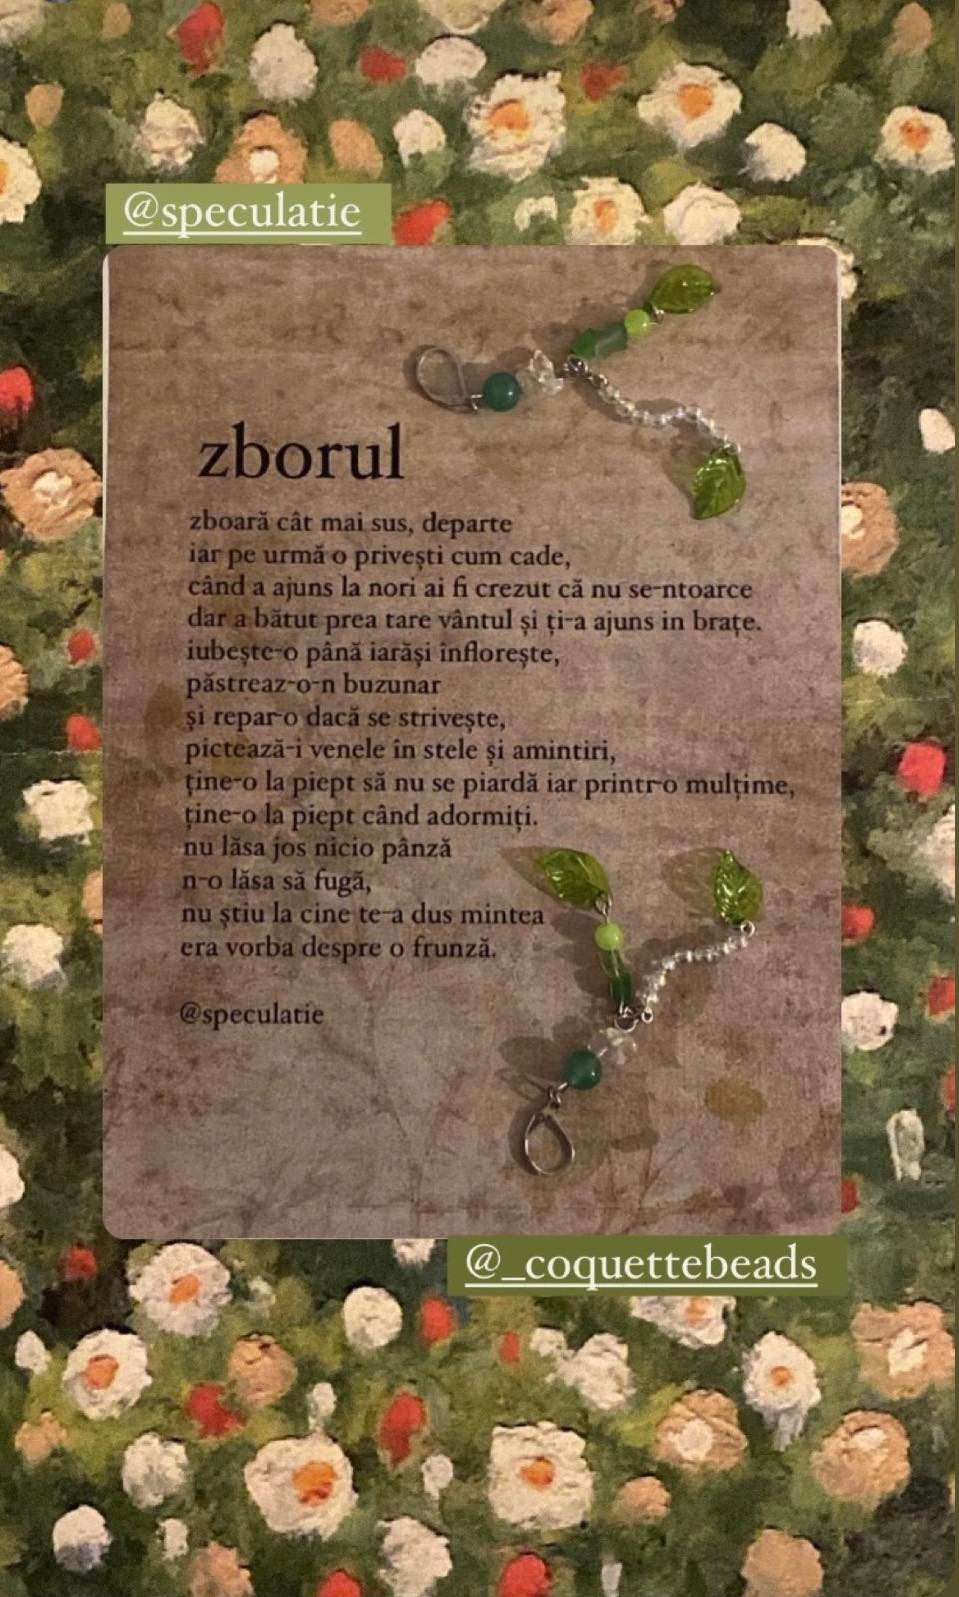 @speculatie
zborul
zboară cât mai sus, departe
iar pe urmă o privești cum cade,
când a ajuns la nori ai fi crezut că nu se-ntoarce
dar a bătut prea tare vântul și ți-a ajuns in brațe.
iubește-o până iarăși înflorește,
păstreaz-o-n buzunar
și repar-o dacă se strivește,
pictează-i venele în stele și amintiri,
ține-o la piept să nu se piardă iar printr-o mulțime,
ține-o la piept când adormiți.
nu lăsa jos nicio pânză
n-o lăsa să fugă,
nu știu la cine te-a dus mintea
era vorba despre o frunză.
@speculatie
@_coquettebeads